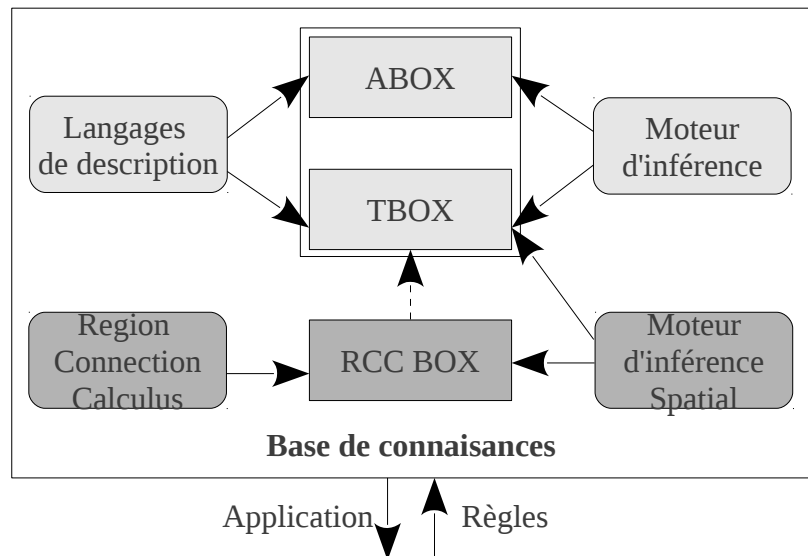 ABOX
Langages
de description
Moteur
d'inférence
TBOX
Region
Connection
Calculus
RCC BOX
Moteur
d'inférence
Spatial
Base de connaisances
Application
Règles